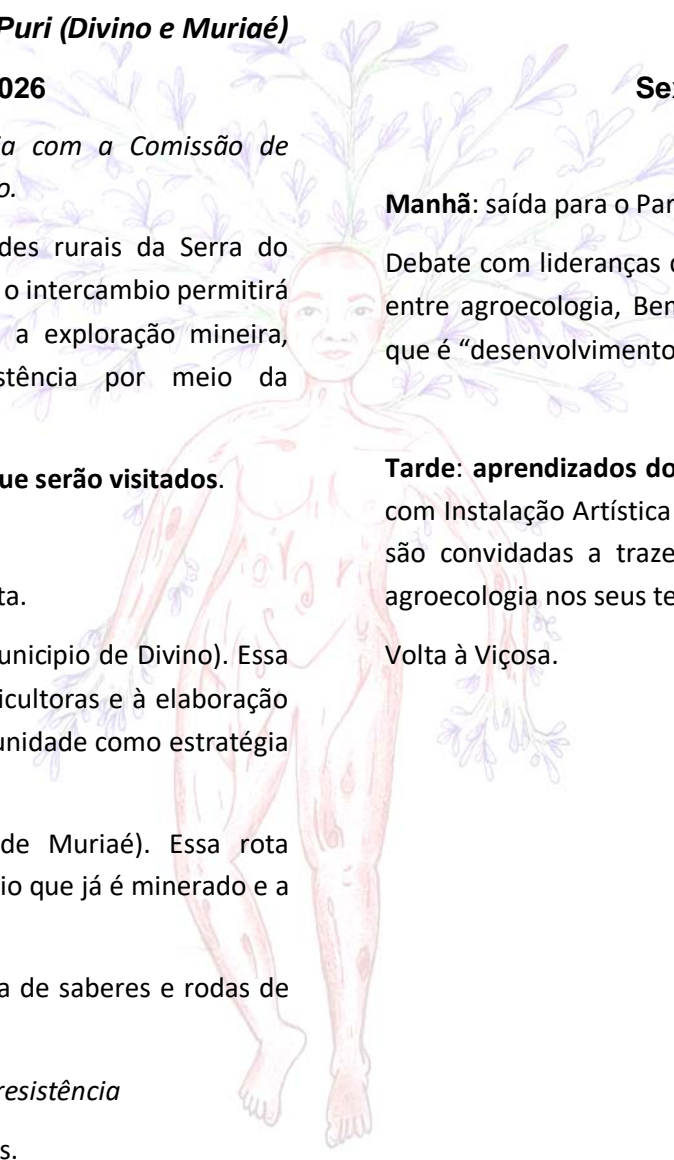 Puri (Divino e Muriaé)
026
a com a Comissão de
o.
des rurais da Serra do
o intercambio permitirá
a exploração mineira,
stência por meio da
ue serão visitados.
ta.
unicipio de Divino). Essa
icultoras e à elaboração
unidade como estratégia
de Muriaé). Essa rota
io que já é minerado e a
a de saberes e rodas de
resistência
s.
Se
Manhã: saída para o Par
Debate com lideranças
entre agroecologia, Ben
que é “desenvolvimento
Tarde: aprendizados do
com Instalação Artística
são convidadas a traze
agroecologia nos seus te
Volta à Viçosa.